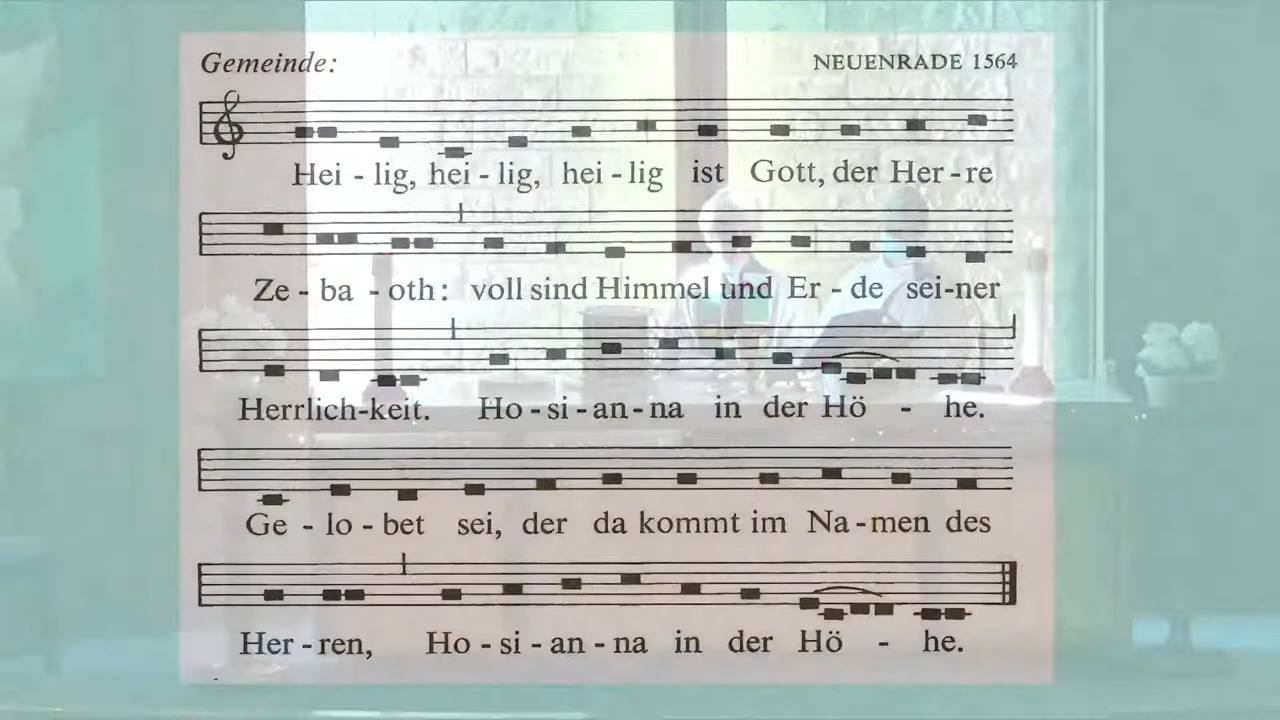 Gemeinde: NEUENRADE 1564
Hei - lig, hei - lig, hei - lig ist Gott, der Her - re
Ze - ba - oth: voll sind Himmel und Er - de sei-ner
Herrlich-keit. Ho - si - an - na in der Hö - he.
Ge - lo - bet sei, der da kommt im Na - men des
Her - ren, Ho - si - an - na in der Hö - he.